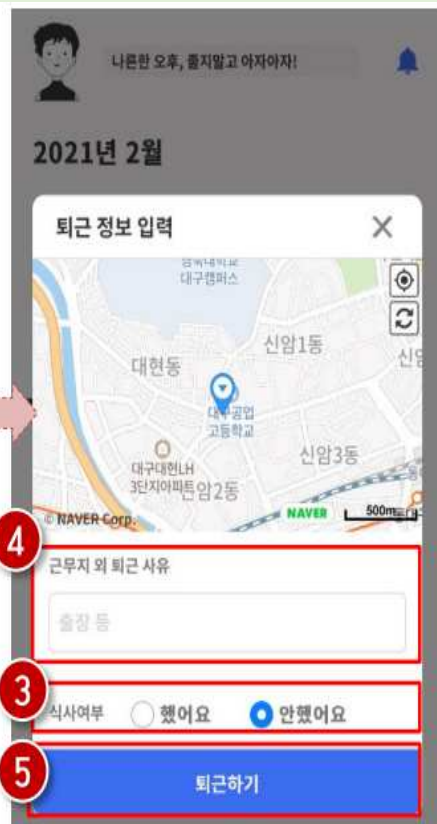 나른한 오후, 졸지말고 아자아자!
2021년 2월
퇴근 정보 입력
대구캠퍼스
신암1동
대현동
대구공업
고등학교
신암3동
대구대현LH
3단지아파트
신암2동
© NAVER Corp.
NAVER
500m
4
근무지 외 퇴근 사유
출장 등
3
식사여부
했어요
안했어요
5
퇴근하기